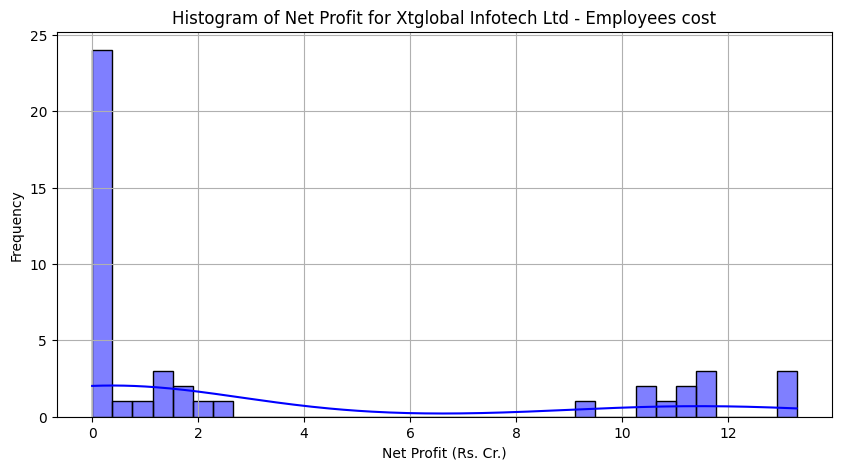 Histogram of Net Profit for Xtglobal Infotech Ltd - Employees cost
25
20
15
10
5
0
Frequency
0 2 4 6 8 10 12
Net Profit (Rs. Cr.)